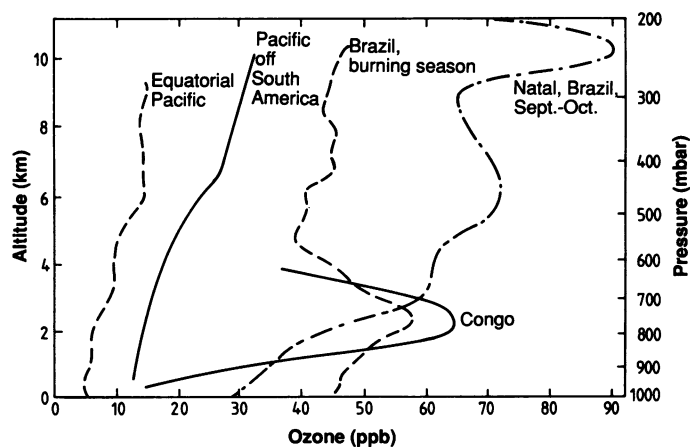 200
10
Pacific
off
South
America
Brazil,
burning season
Equatorial
Pacific
Natal, Brazil,
Sept.-Oct.
300
8
400
6
500
4
600
700
Congo
2
800
900
0
1000
0 10 20 30 40 50 60 70 80 90
Ozone (ppb)
Altitude (km)
Pressure (mbar)